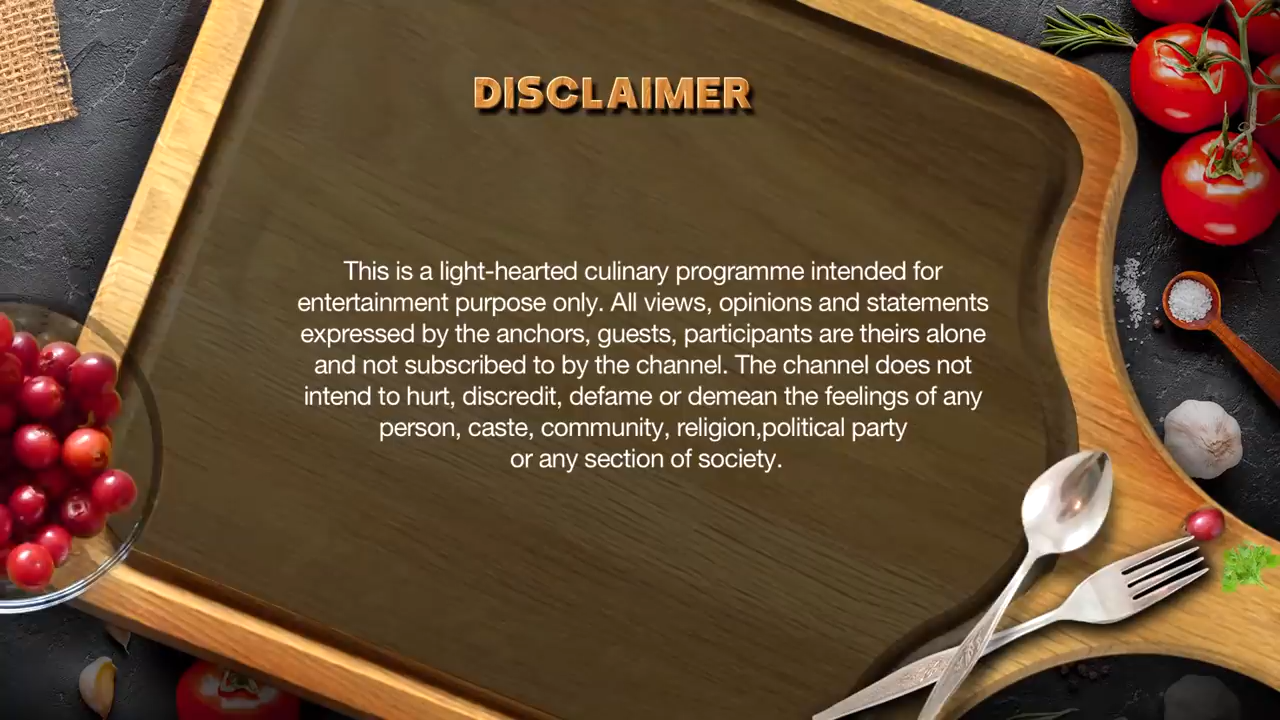 DISCLAIMER
This is a light-hearted culinary programme intended for
entertainment purpose only. All views, opinions and statements
expressed by the anchors, guests, participants are theirs alone
and not subscribed to by the channel. The channel does not
intend to hurt, discredit, defame or demean the feelings of any
person, caste, community, religion,political party
or any section of society.